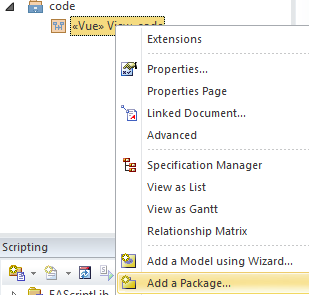 code
«Vue» View code
Extensions
Properties...
Properties Page
Linked Document...
Advanced
Specification Manager
View as List
View as Gantt
Relationship Matrix
Add a Model using Wizard...
Add a Package...
Scripting
EAScriptLib